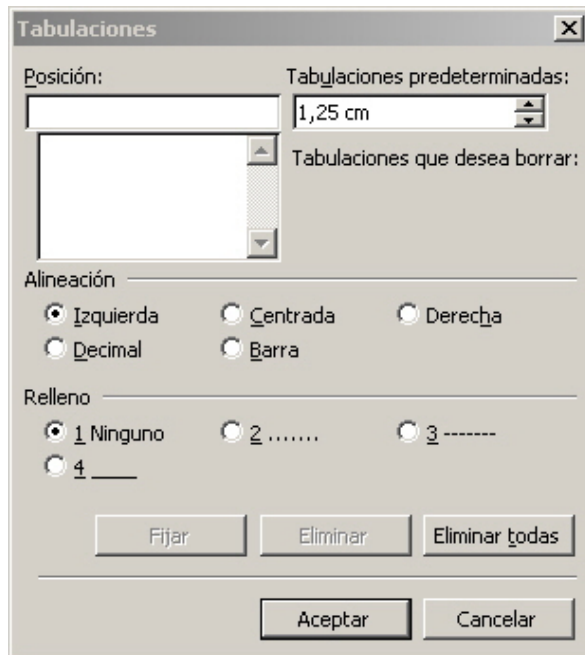 Tabulaciones
Posición: Tabulaciones predeterminadas:
1,25 cm
Tabulaciones que desea borrar:
Alineación
Izquierda Centrada Derecha
Decimal Barra
Relleno
1 Ninguno 2 ....... 3 -------
4 ____
Fijar Eliminar Eliminar todas
Aceptar Cancelar